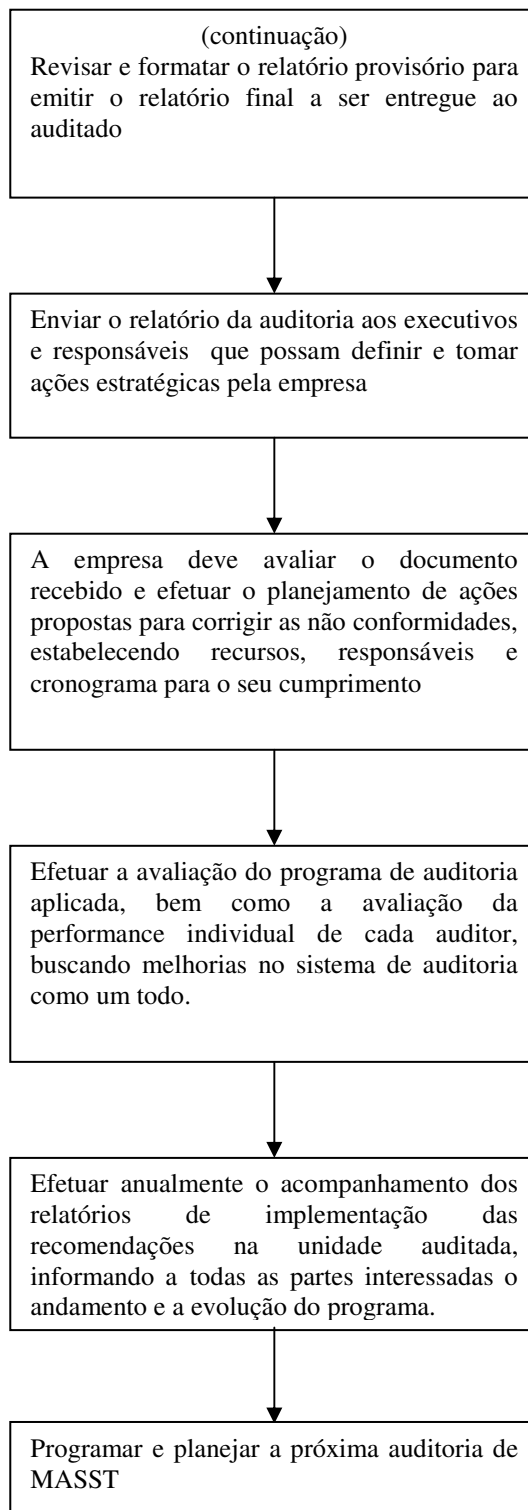 (continuação)
Revisar e formatar o relatório provisório para
emitir o relatório final a ser entregue ao
auditado
Enviar o relatório da auditoria aos executivos
e responsáveis que possam definir e tomar
ações estratégicas pela empresa
A empresa deve avaliar o documento
recebido e efetuar o planejamento de ações
propostas para corrigir as não conformidades,
estabelecendo recursos, responsáveis e
cronograma para o seu cumprimento
Efetuar a avaliação do programa de auditoria
aplicada, bem como a avaliação da
performance individual de cada auditor,
buscando melhorias no sistema de auditoria
como um todo.
Efetuar anualmente o acompanhamento dos
relatórios de implementação das
recomendações na unidade auditada,
informando a todas as partes interessadas o
andamento e a evolução do programa.
Programar e planejar a próxima auditoria de
MASST